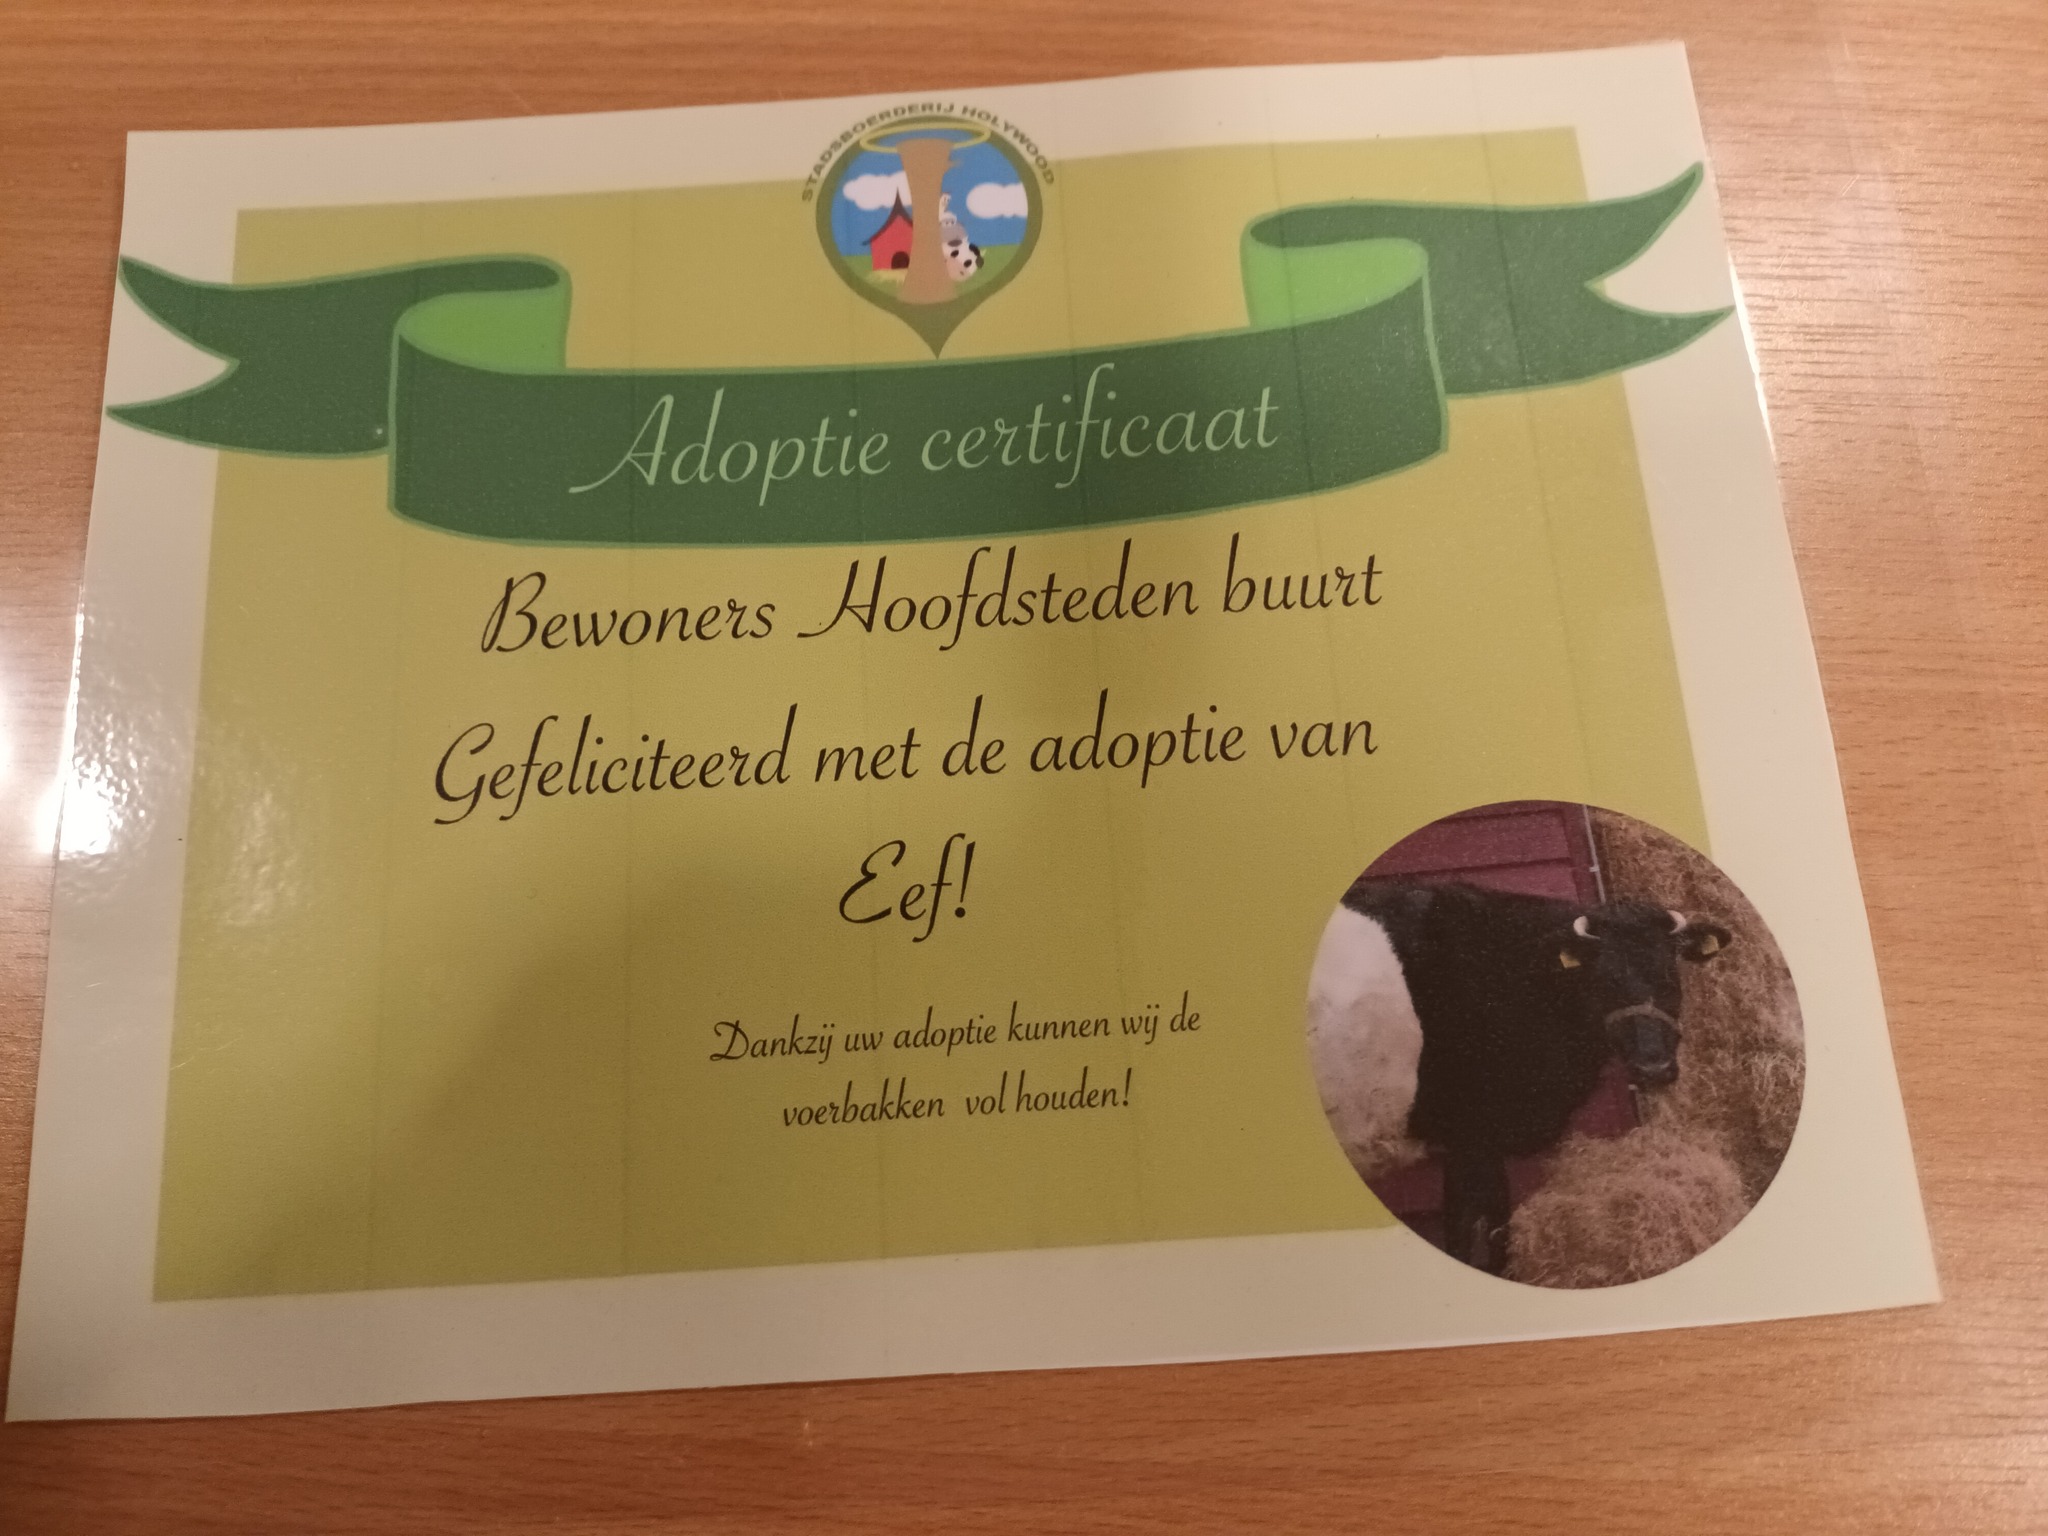 STADSBOERDERIJ HOLYWOOD
Adoptie certificaat
Bewoners Hoofdsteden buurt
Gefeliciteerd met de adoptie van
Eef!
Dankzij uw adoptie kunnen wij de
voerbakken vol houden!